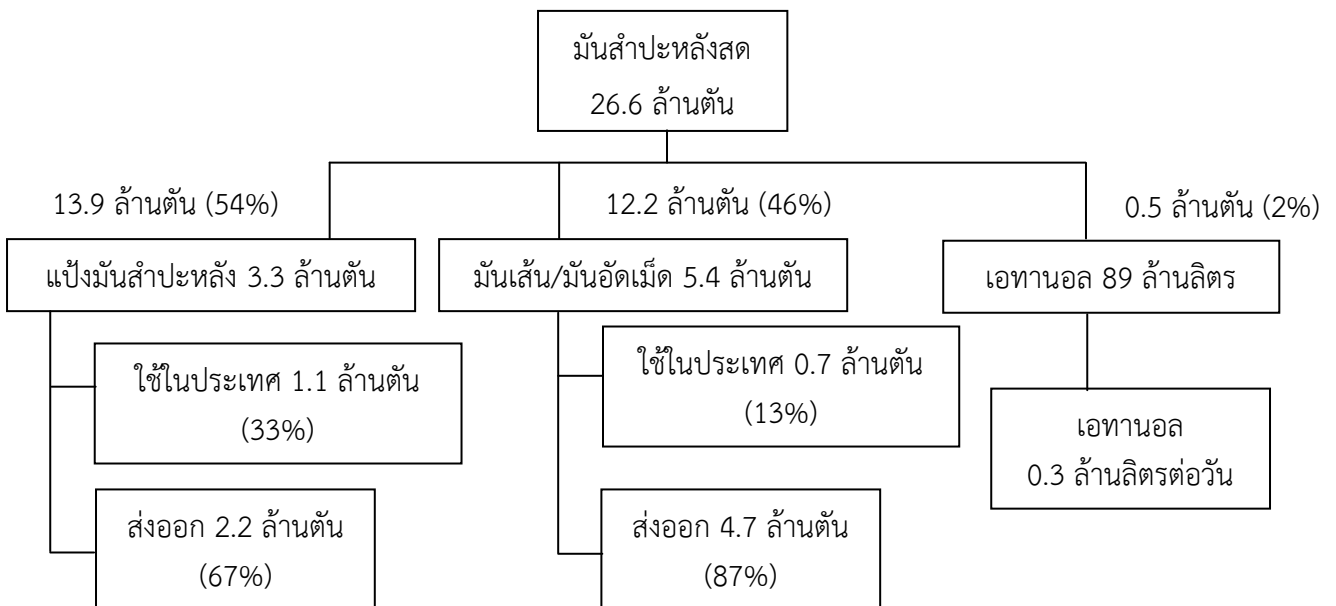 มันสำปะหลังสด
26.6 ล้านตัน
13.9 ล้านตัน (54%)
12.2 ล้านตัน (46%)
0.5 ล้านตัน (2%)
แป้งมันสำปะหลัง 3.3 ล้านตัน
มันเส้น/มันอัดเม็ด 5.4 ล้านตัน
เอทานอล 89 ล้านลิตร
ใช้ในประเทศ 1.1 ล้านตัน
(33%)
ใช้ในประเทศ 0.7 ล้านตัน
(13%)
เอทานอล
0.3 ล้านลิตรต่อวัน
ส่งออก 2.2 ล้านตัน
(67%)
ส่งออก 4.7 ล้านตัน
(87%)